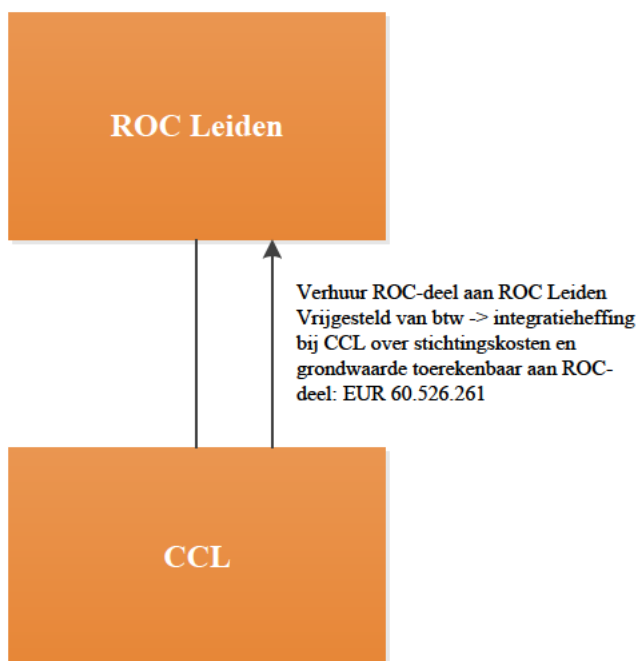 ROC Leiden
Verhuur ROC-deel aan ROC Leiden
Vrijgesteld van btw -> integratieheffing
bij CCL over stichtingskosten en
grondwaarde toerekenbaar aan ROC-
deel: EUR 60.526.261
CCL